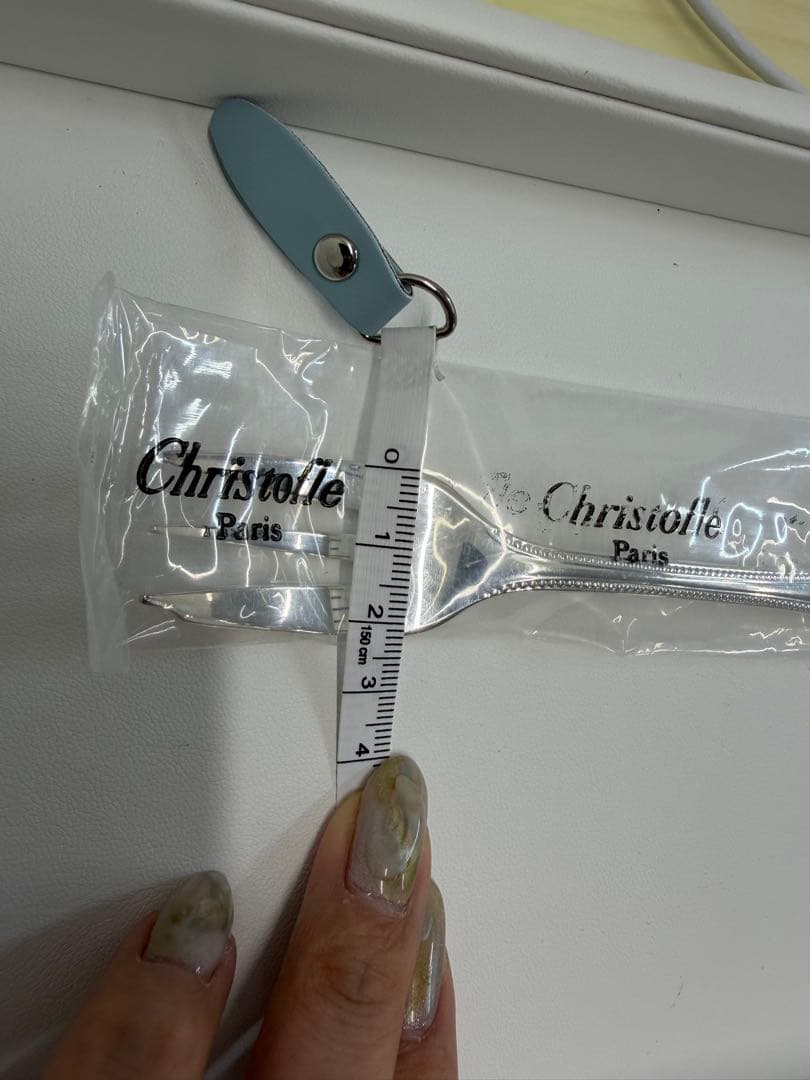 Christofle
Paris
Christofle
Paris
0
1
2
150 cm
3
4